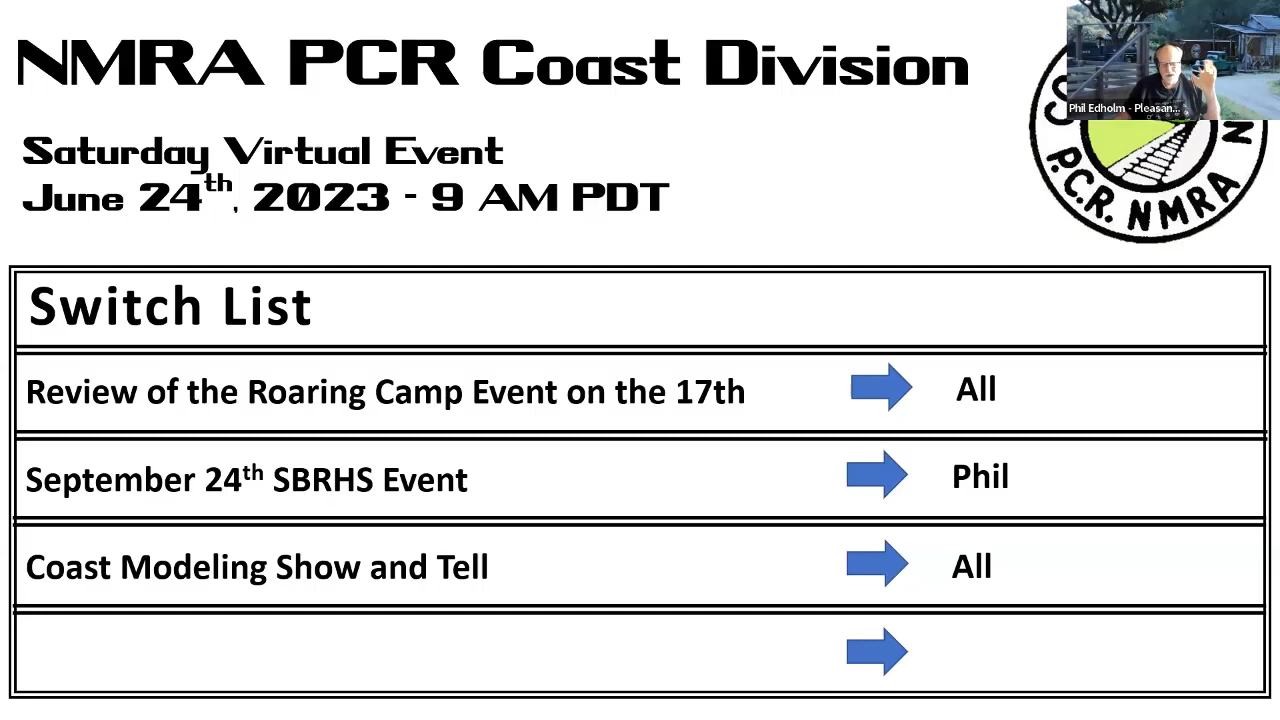 NMRA PCR Coast Division
Phil Edholm - Pleasan...
Saturday Virtual Event
June 24th, 2023 - 9 AM PDT
P.C.R. NMRA
Switch List
Review of the Roaring Camp Event on the 17th
All
September 24th SBRHS Event
Phil
Coast Modeling Show and Tell
All